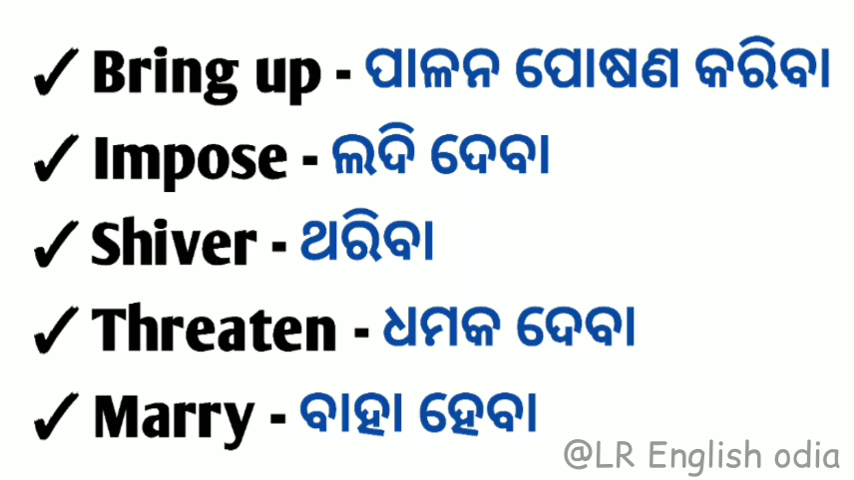 ✓ Bring up - ପାଳନ ପୋଷଣ କରିବା
✓ Impose - ଲଦି ଦେବା
✓ Shiver - ଥରିବା
✓ Threaten - ଧମକ ଦେବା
✓ Marry - ବାହା ହେବା
@LR English odia